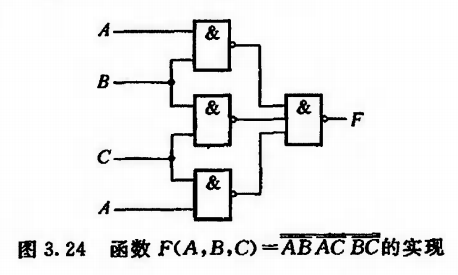 A
&
B
&
&
F
C
&
A
图 3.24 函数 F(A,B,C)=\overline{\overline{AB}\,\overline{AC}\,\overline{BC}}的实现